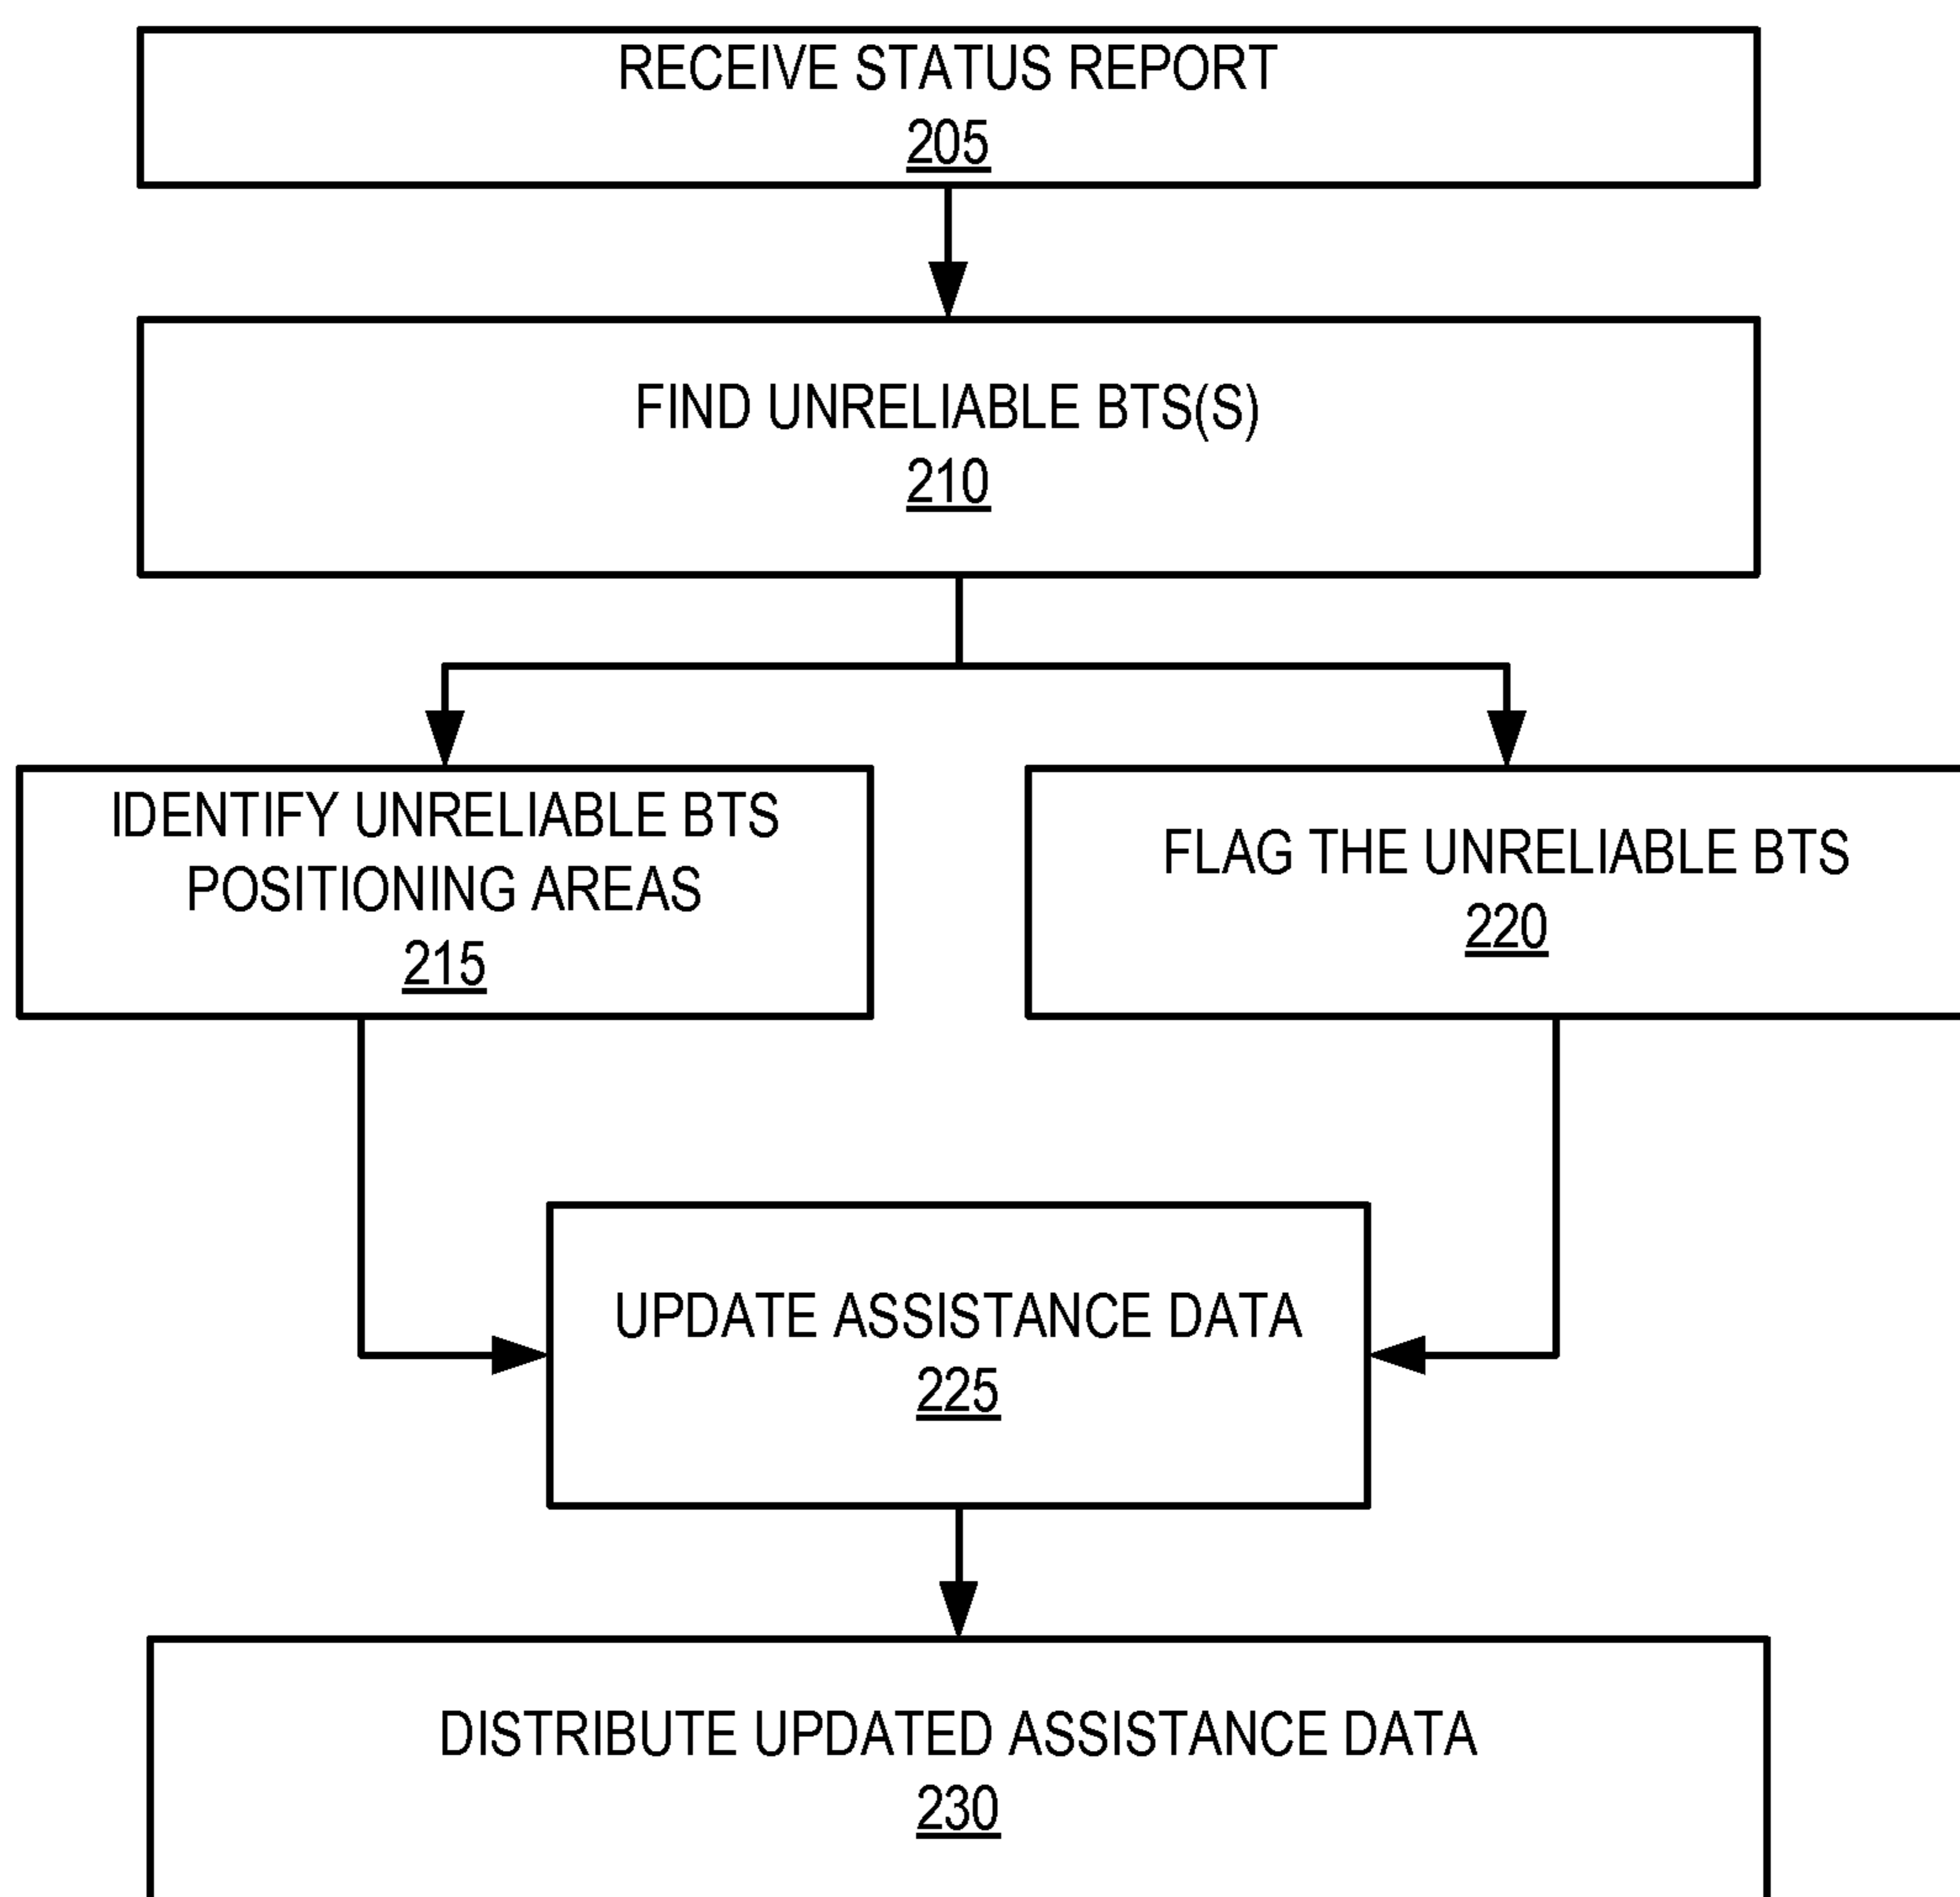 RECEIVE STATUS REPORT
205
FIND UNRELIABLE BTS(S)
210
IDENTIFY UNRELIABLE BTS
POSITIONING AREAS
215
FLAG THE UNRELIABLE BTS
220
UPDATE ASSISTANCE DATA
225
DISTRIBUTE UPDATED ASSISTANCE DATA
230